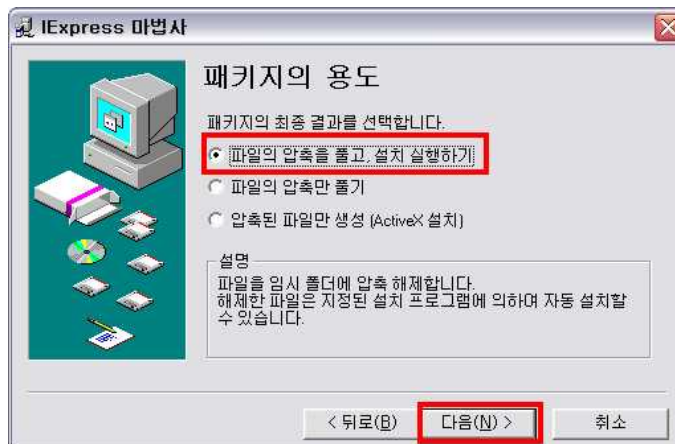 IExpress 마법사
패키지의 용도
패키지의 최종 결과를 선택합니다.
파일의 압축을 풀고, 설치 실행하기
파일의 압축만 풀기
압축된 파일만 생성 (ActiveX 설치)
설명
파일을 임시 폴더에 압축 해제합니다.
해제한 파일은 지정된 설치 프로그램에 의하여 자동 설치할
수 있습니다.
< 뒤로(B) 다음(N) > 취소